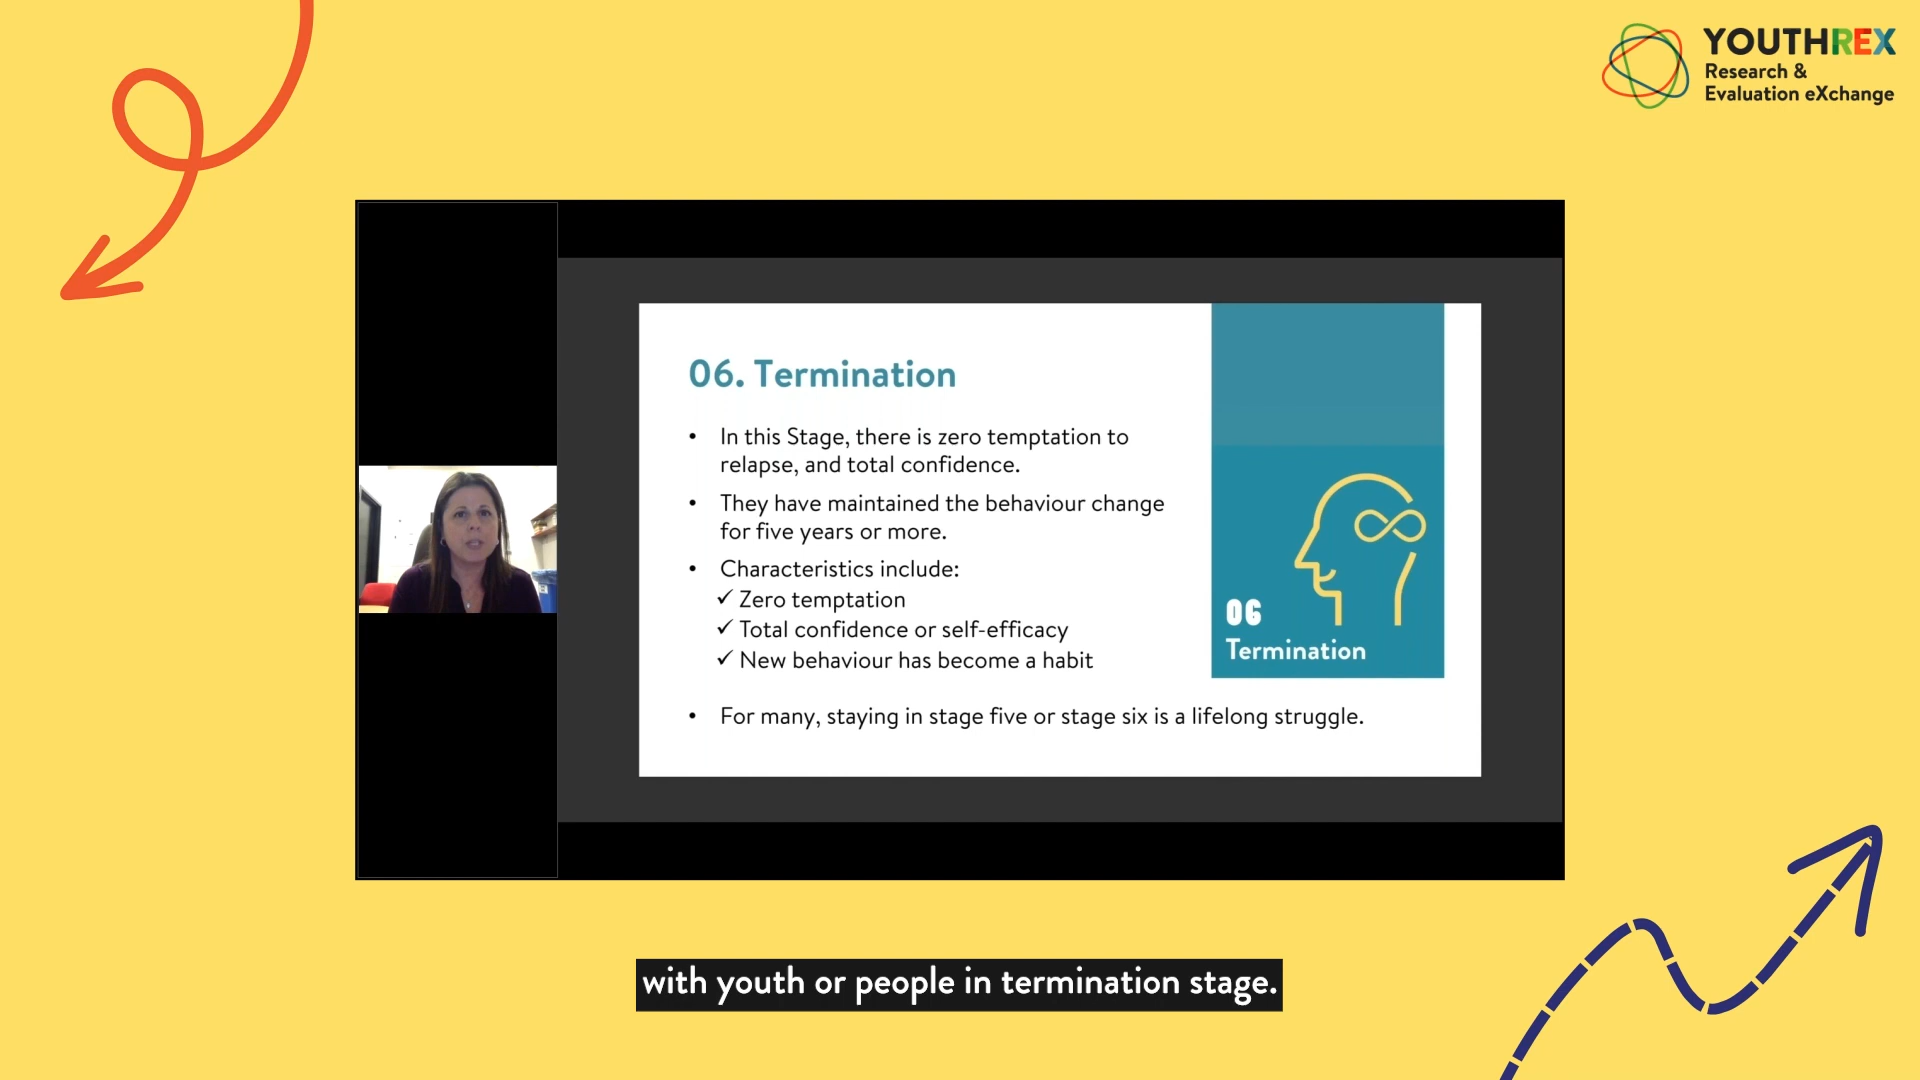 YOUTHREX
Research &
Evaluation eXchange
06. Termination
• In this Stage, there is zero temptation to
relapse, and total confidence.
• They have maintained the behaviour change
for five years or more.
• Characteristics include:
✓ Zero temptation
✓ Total confidence or self-efficacy
✓ New behaviour has become a habit
• For many, staying in stage five or stage six is a lifelong struggle.
06
Termination
with youth or people in termination stage.